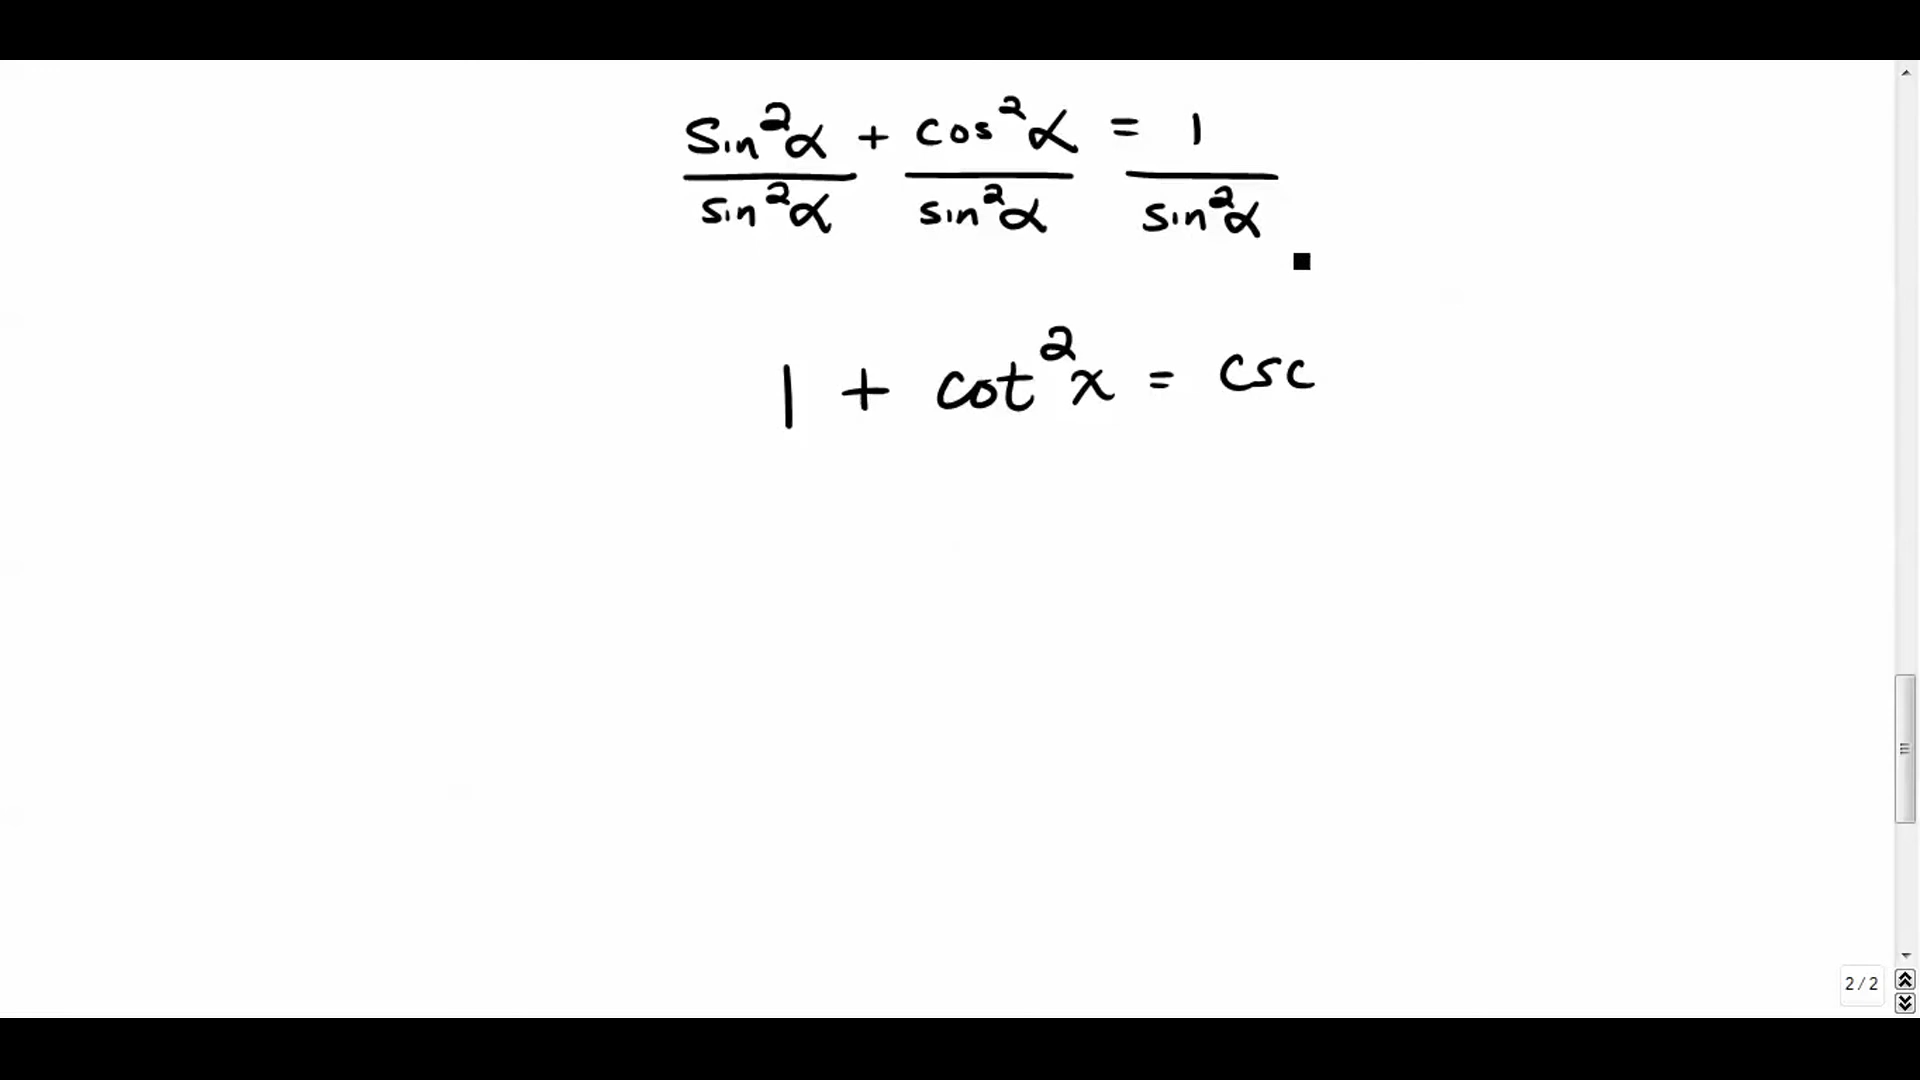 sin²α + cos²α = 1
sin²α sin²α sin²α
1 + cot²x = csc
2 / 2